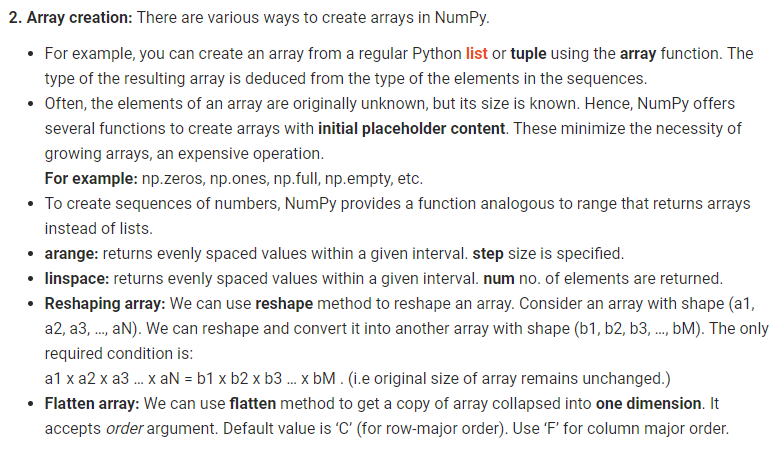 2. Array creation: There are various ways to create arrays in NumPy.
• For example, you can create an array from a regular Python list or tuple using the array function. The
type of the resulting array is deduced from the type of the elements in the sequences.
• Often, the elements of an array are originally unknown, but its size is known. Hence, NumPy offers
several functions to create arrays with initial placeholder content. These minimize the necessity of
growing arrays, an expensive operation.
For example: np.zeros, np.ones, np.full, np.empty, etc.
• To create sequences of numbers, NumPy provides a function analogous to range that returns arrays
instead of lists.
• arange: returns evenly spaced values within a given interval. step size is specified.
• linspace: returns evenly spaced values within a given interval. num no. of elements are returned.
• Reshaping array: We can use reshape method to reshape an array. Consider an array with shape (a1,
a2, a3, …, aN). We can reshape and convert it into another array with shape (b1, b2, b3, …, bM). The only
required condition is:
a1 x a2 x a3 … x aN = b1 x b2 x b3 … x bM . (i.e original size of array remains unchanged.)
• Flatten array: We can use flatten method to get a copy of array collapsed into one dimension. It
accepts order argument. Default value is ‘C’ (for row-major order). Use ‘F’ for column major order.